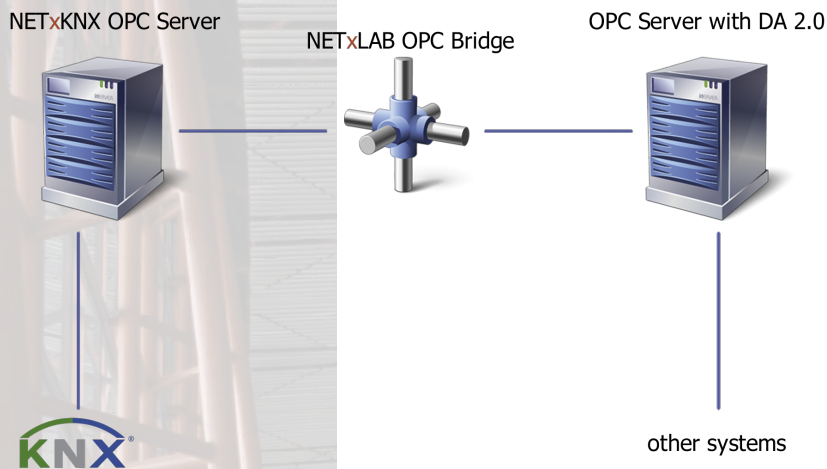 NETxKNX OPC Server
OPC Server with DA 2.0
NETxLAB OPC Bridge
KNX®
other systems